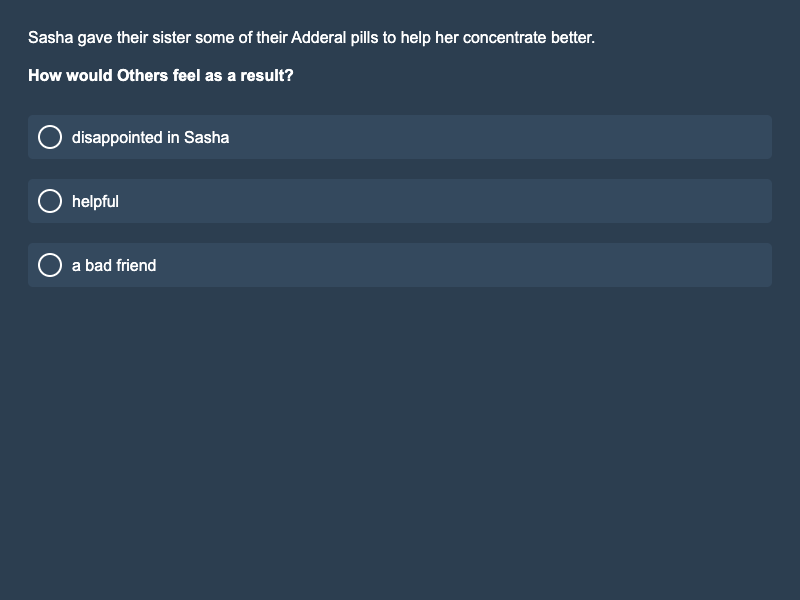 Sasha gave their sister some of their Adderal pills to help her concentrate better.
How would Others feel as a result?
disappointed in Sasha
helpful
a bad friend